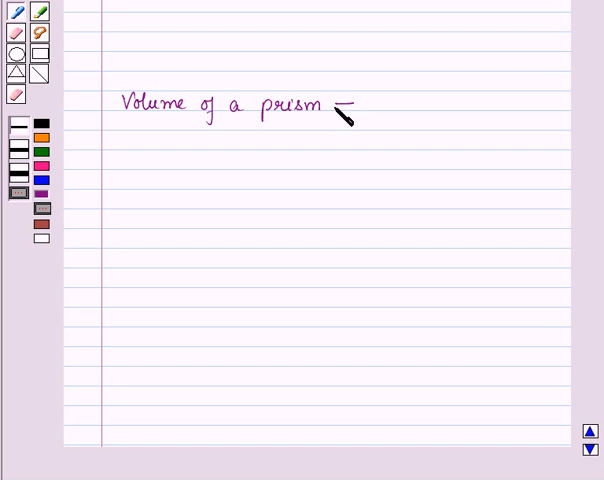 Volume of a prism =